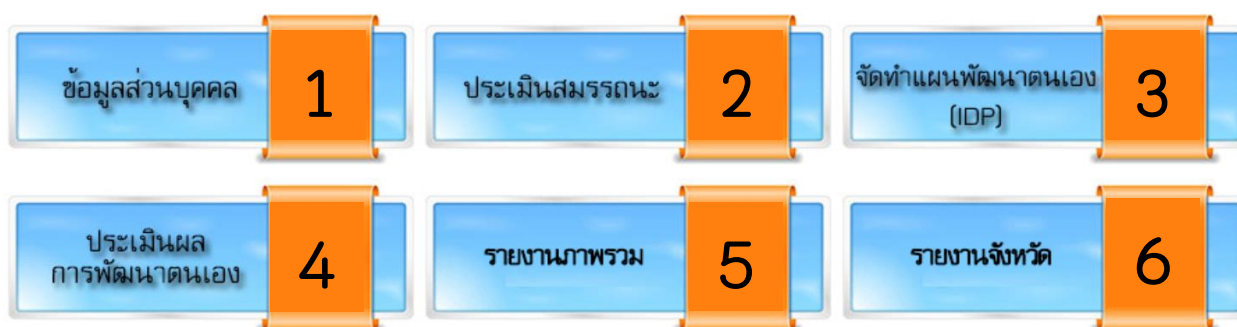 ข้อมูลส่วนบุคคล
1
ประเมินสมรรถนะ
2
จัดทำแผนพัฒนาตนเอง
(IDP)
3
ประเมินผล
การพัฒนาตนเอง
4
รายงานภาพรวม
5
รายงานจังหวัด
6